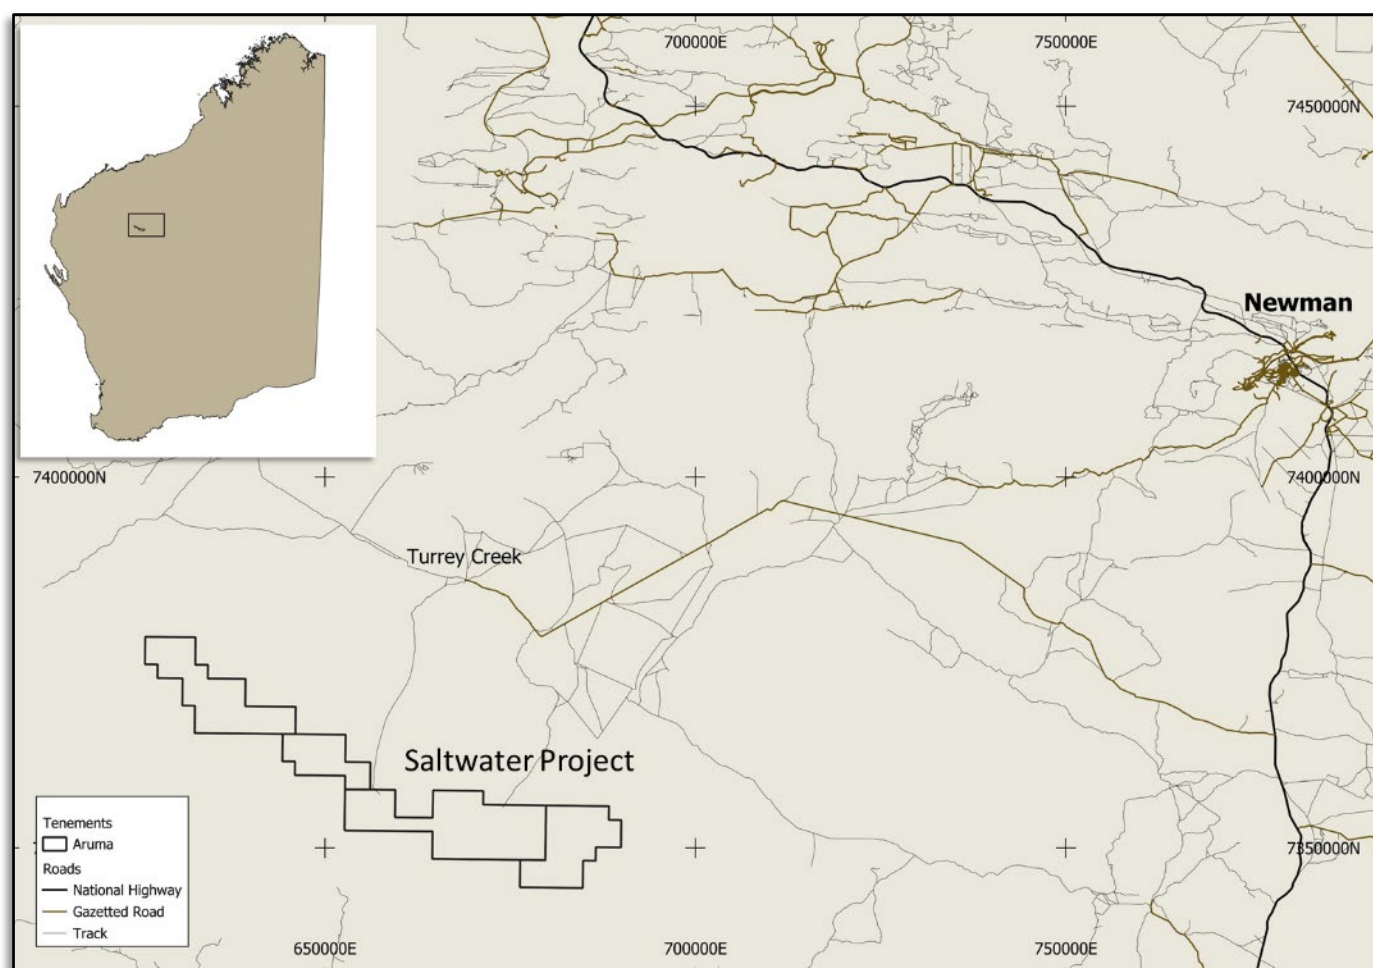 700000E
750000E
7450000N
Newman
7400000N
7400000N
Turrey Creek
Saltwater Project
Tenements
Aruma
Roads
National Highway
Gazetted Road
Track
7350000N
650000E
700000E
750000E